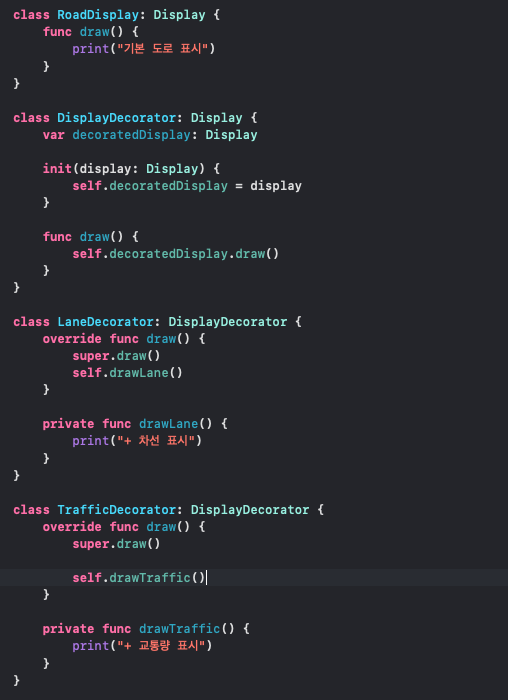 class RoadDisplay: Display {
    func draw() {
        print("기본 도로 표시")
    }
}

class DisplayDecorator: Display {
    var decoratedDisplay: Display

    init(display: Display) {
        self.decoratedDisplay = display
    }

    func draw() {
        self.decoratedDisplay.draw()
    }
}

class LaneDecorator: DisplayDecorator {
    override func draw() {
        super.draw()
        self.drawLane()
    }

    private func drawLane() {
        print("+ 차선 표시")
    }
}

class TrafficDecorator: DisplayDecorator {
    override func draw() {
        super.draw()

        self.drawTraffic()
    }

    private func drawTraffic() {
        print("+ 교통량 표시")
    }
}